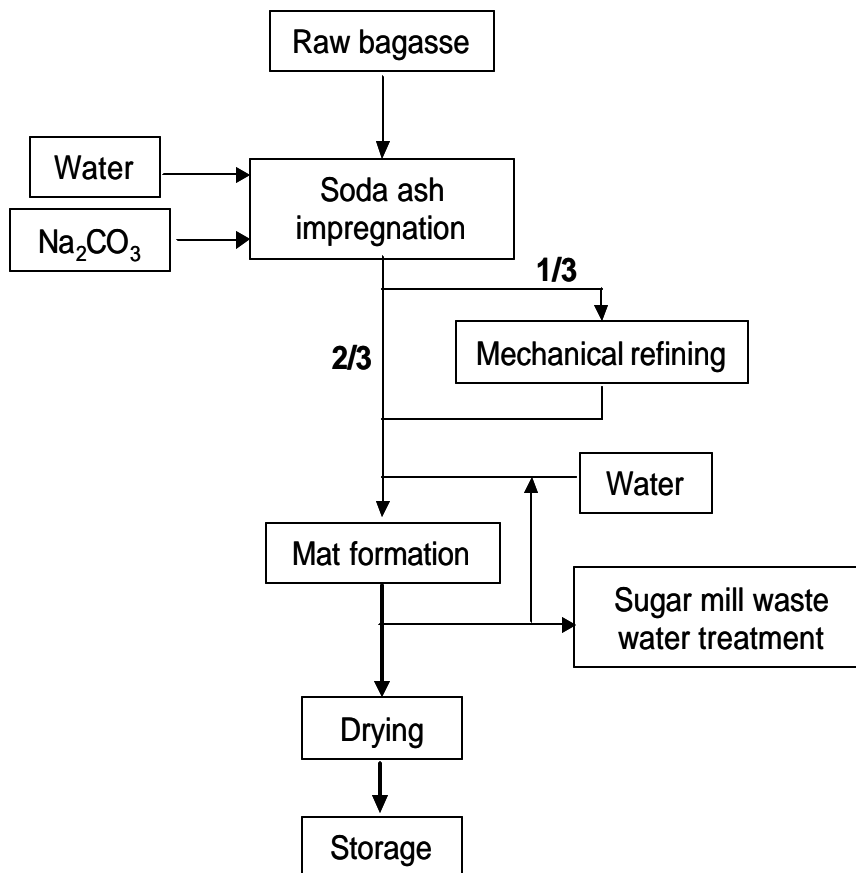 Raw bagasse
Water
Soda ash
impregnation
Na₂CO₃
1/3
2/3
Mechanical refining
Water
Mat formation
Sugar mill waste
water treatment
Drying
Storage